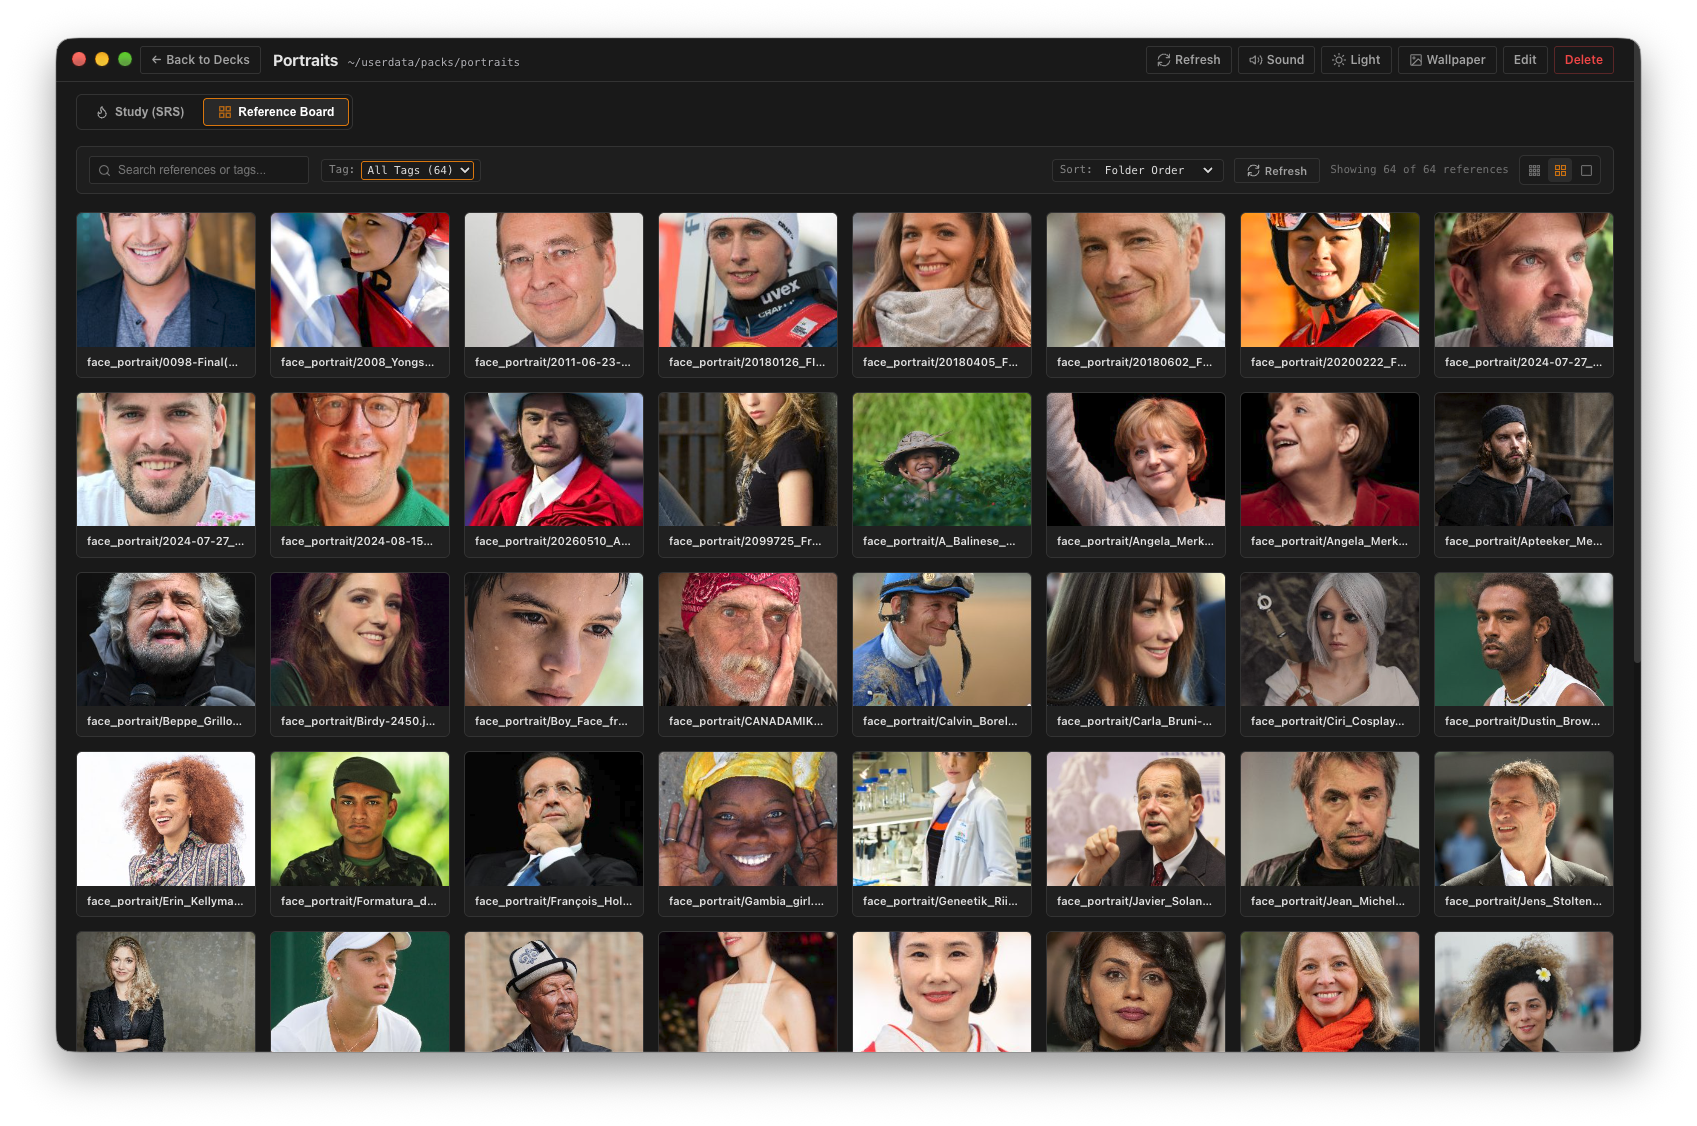 ← Back to Decks
Portraits
~/userdata/packs/portraits
Refresh
Sound
Light
Wallpaper
Edit
Delete
Study (SRS)
Reference Board
Search references or tags...
Tag: All Tags (64)
Sort: Folder Order
Refresh
Showing 64 of 64 references
uvex
CRAFT
face_portrait/0098-Final(...
face_portrait/2008_Yongs...
face_portrait/2011-06-23-...
face_portrait/20180126_FI...
face_portrait/20180405_F...
face_portrait/20180602_F...
face_portrait/20200222_F...
face_portrait/2024-07-27_...
face_portrait/2024-07-27_...
face_portrait/2024-08-15...
face_portrait/20260510_A...
face_portrait/2099725_Fr...
face_portrait/A_Balinese_...
face_portrait/Angela_Merk...
face_portrait/Angela_Merk...
face_portrait/Apteeker_Me...
face_portrait/Beppe_Grillo...
face_portrait/Birdy-2450.j...
face_portrait/Boy_Face_fr...
face_portrait/CANADAMIK...
face_portrait/Calvin_Borel...
face_portrait/Carla_Bruni-...
face_portrait/Ciri_Cosplay...
face_portrait/Dustin_Brow...
face_portrait/Erin_Kellyma...
face_portrait/Formatura_d...
face_portrait/François_Hol...
face_portrait/Gambia_girl....
face_portrait/Geneetik_Rii...
face_portrait/Javier_Solan...
face_portrait/Jean_Michel...
face_portrait/Jens_Stolten...